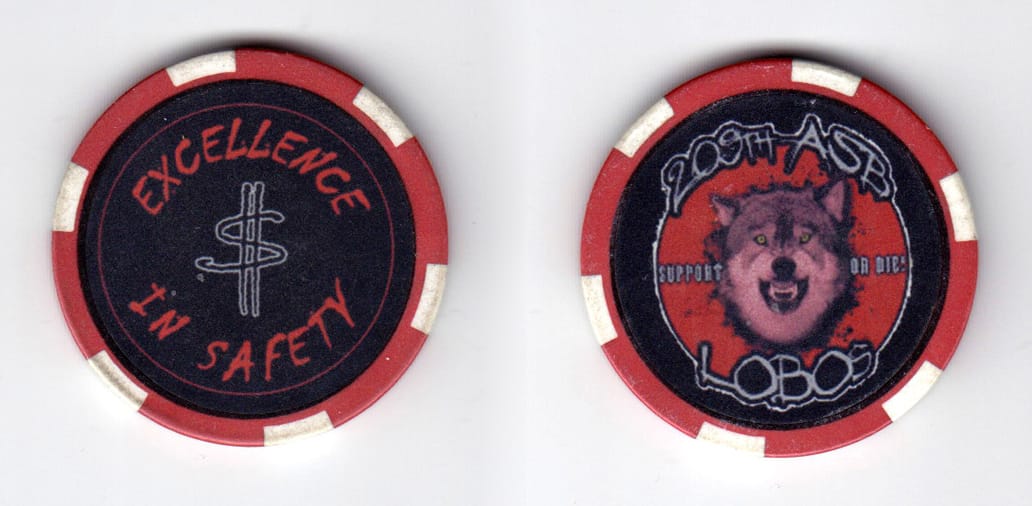 EXCELLENCE
$
IN SAFETY
209TH ASB
SUPPORT OR DIE!
LOBOS